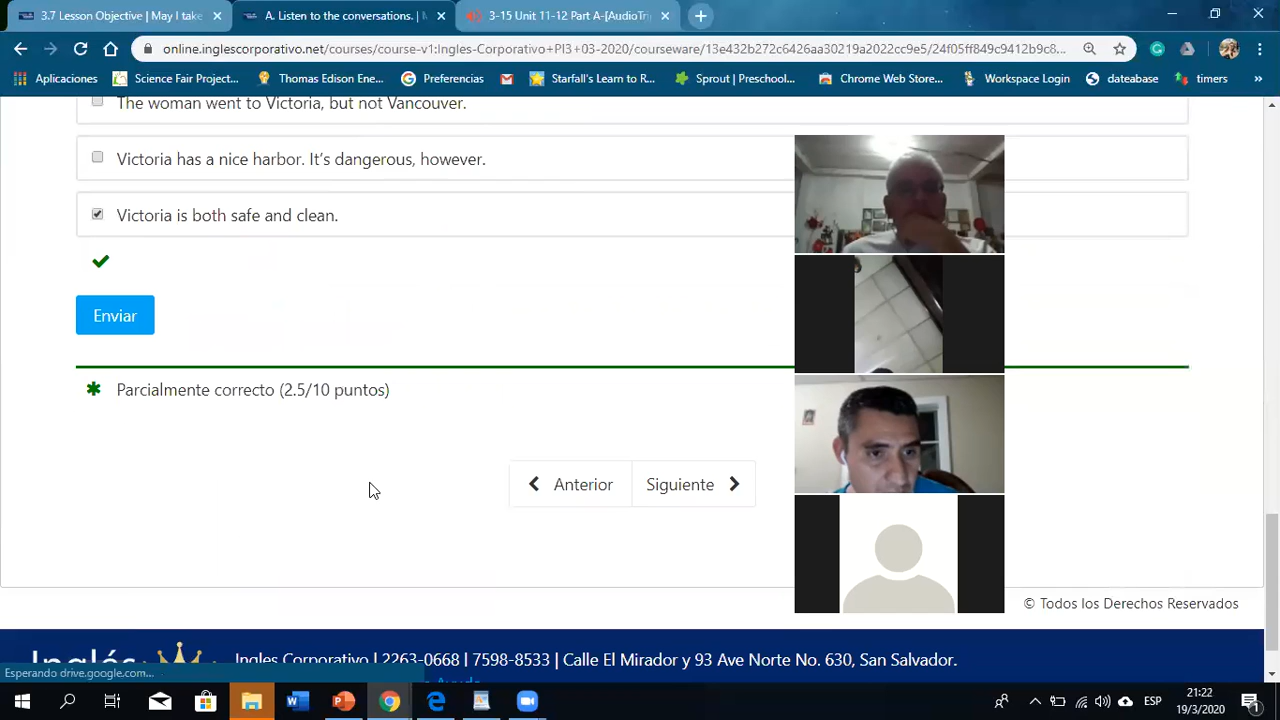 3.7 Lesson Objective | May I take
A. Listen to the conversations. | M
3-15 Unit 11-12 Part A-[AudioTri
online.inglescorporativo.net/courses/course-v1:Ingles-Corporativo+PI3+03-2020/courseware/13e432b272c6426aa30219a2022cc9e5/24f05ff849c9412b9c8...
Aplicaciones
Science Fair Project...
Thomas Edison Ene...
Preferencias
Starfall's Learn to R...
Sprout | Preschool...
Chrome Web Store...
Workspace Login
dateabase
timers
»
The woman went to Victoria, but not Vancouver.
Victoria has a nice harbor. It's dangerous, however.
Victoria is both safe and clean.
Enviar
Parcialmente correcto (2.5/10 puntos)
Anterior
Siguiente
© Todos los Derechos Reservados
Inglés
Ingles Corporativo | 2263-0668 | 7598-8533 | Calle El Mirador y 93 Ave Norte No. 630, San Salvador.
Esperando drive.google.com...
Ayuda
ESP
21:22
19/3/2020